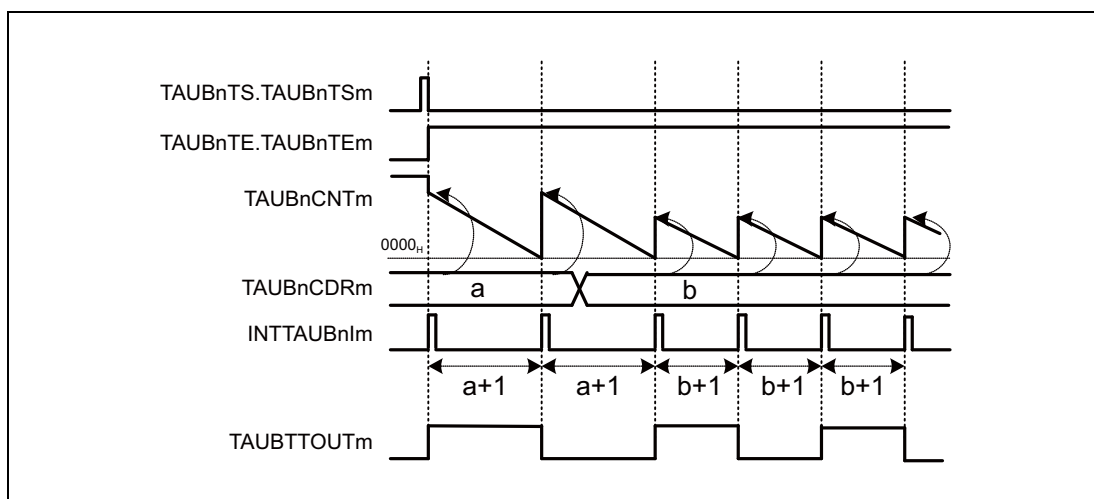 TAUBnTS.TAUBnTSm
TAUBnTE.TAUBnTEm
TAUBnCNTm
0000H
TAUBnCDRm
a
b
INTTAUBnIm
a+1
a+1
b+1
b+1
b+1
TAUBTTOUTm